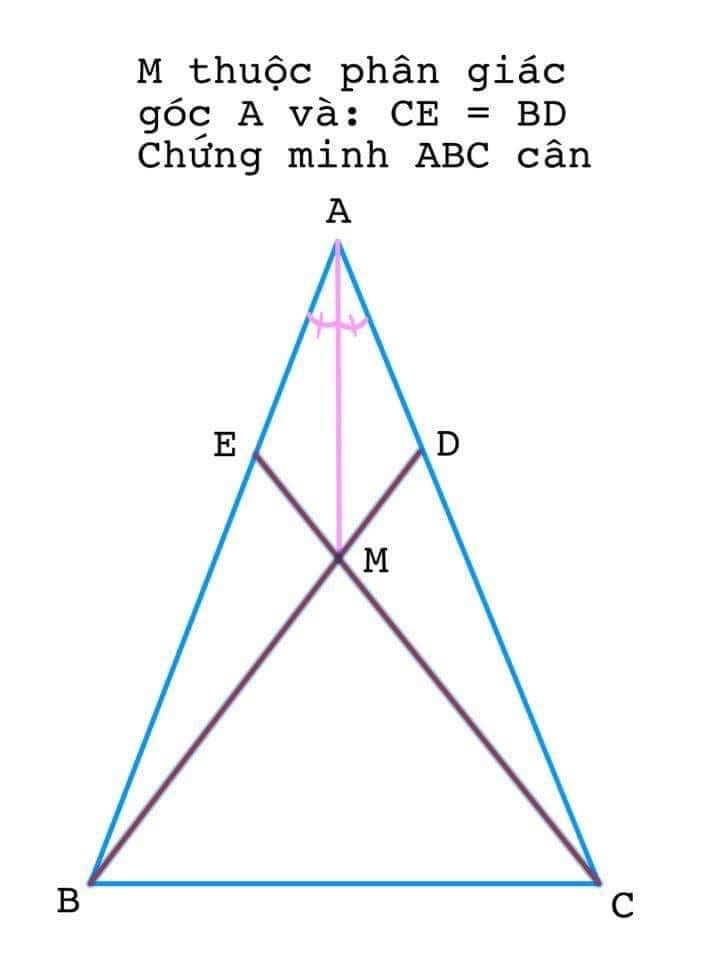 M thuộc phân giác
góc A và: CE = BD
Chứng minh ABC cân
A
E
D
M
B
C